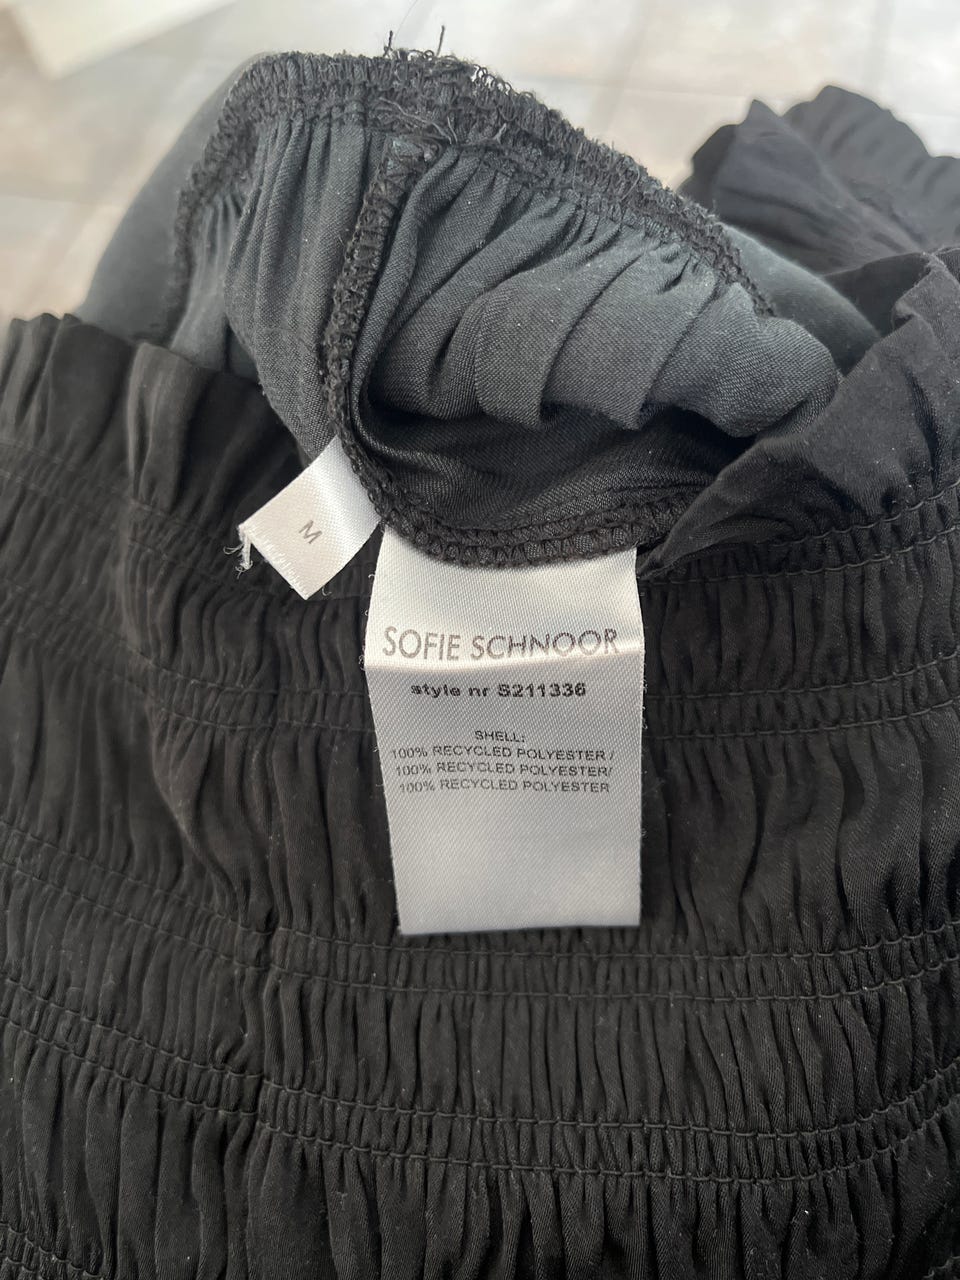 M
SOFIE SCHNOOR
style nr S211336
SHELL:
100% RECYCLED POLYESTER /
100% RECYCLED POLYESTER/
100% RECYCLED POLYESTER